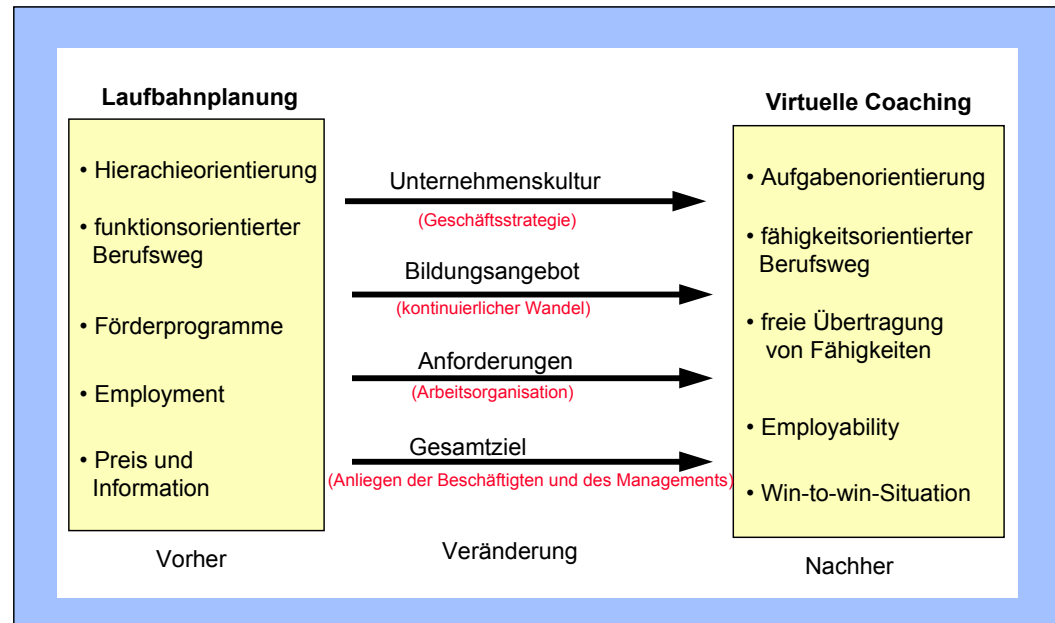 Laufbahnplanung
• Hierachieorientierung
• funktionsorientierter
Berufsweg
• Förderprogramme
• Employment
• Preis und
Information
Vorher
Unternehmenskultur
(Geschäftsstrategie)
Bildungsangebot
(kontinuierlicher Wandel)
Anforderungen
(Arbeitsorganisation)
Gesamtziel
(Anliegen der Beschäftigten und des Managements)
Veränderung
Virtuelle Coaching
• Aufgabenorientierung
• fähigkeitsorientierter
Berufsweg
• freie Übertragung
von Fähigkeiten
• Employability
• Win-to-win-Situation
Nachher